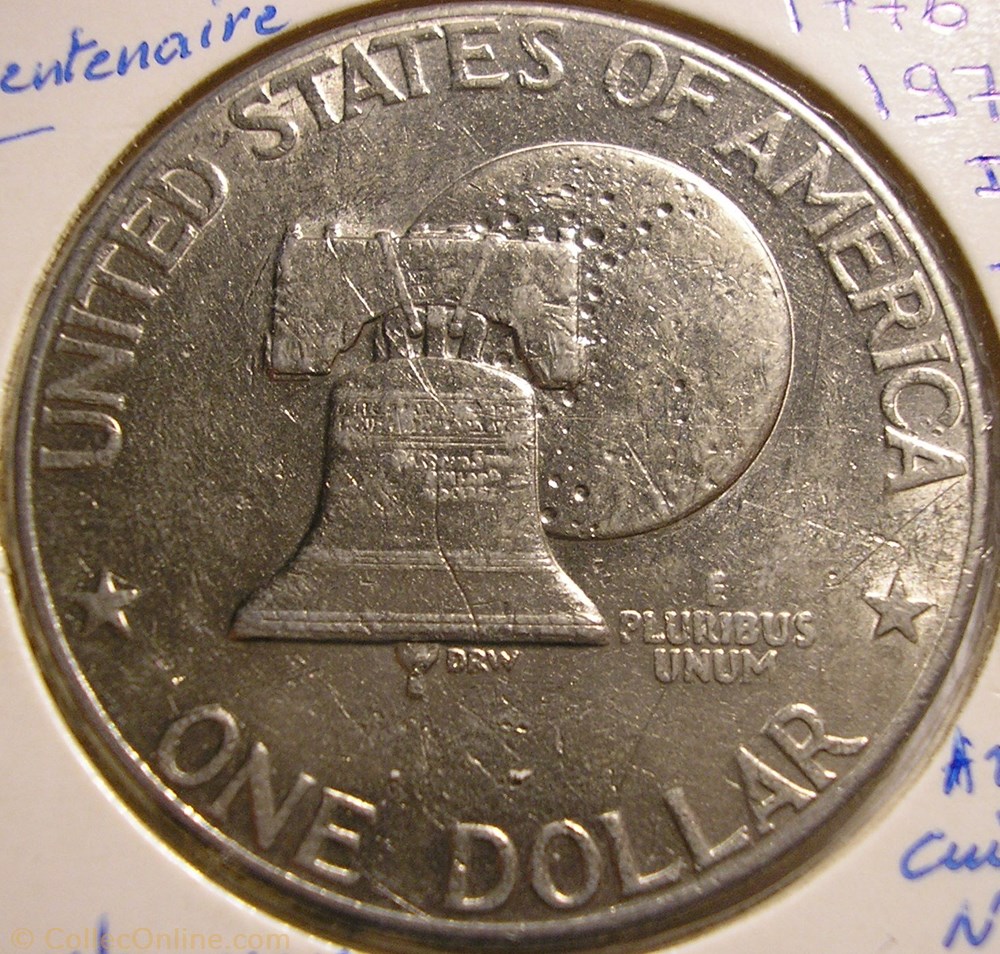 entenaire
1776
197
UNITED STATES OF AMERICA
E
PLURIBUS
UNUM
DRW
ONE DOLLAR
© CollecOnline.com